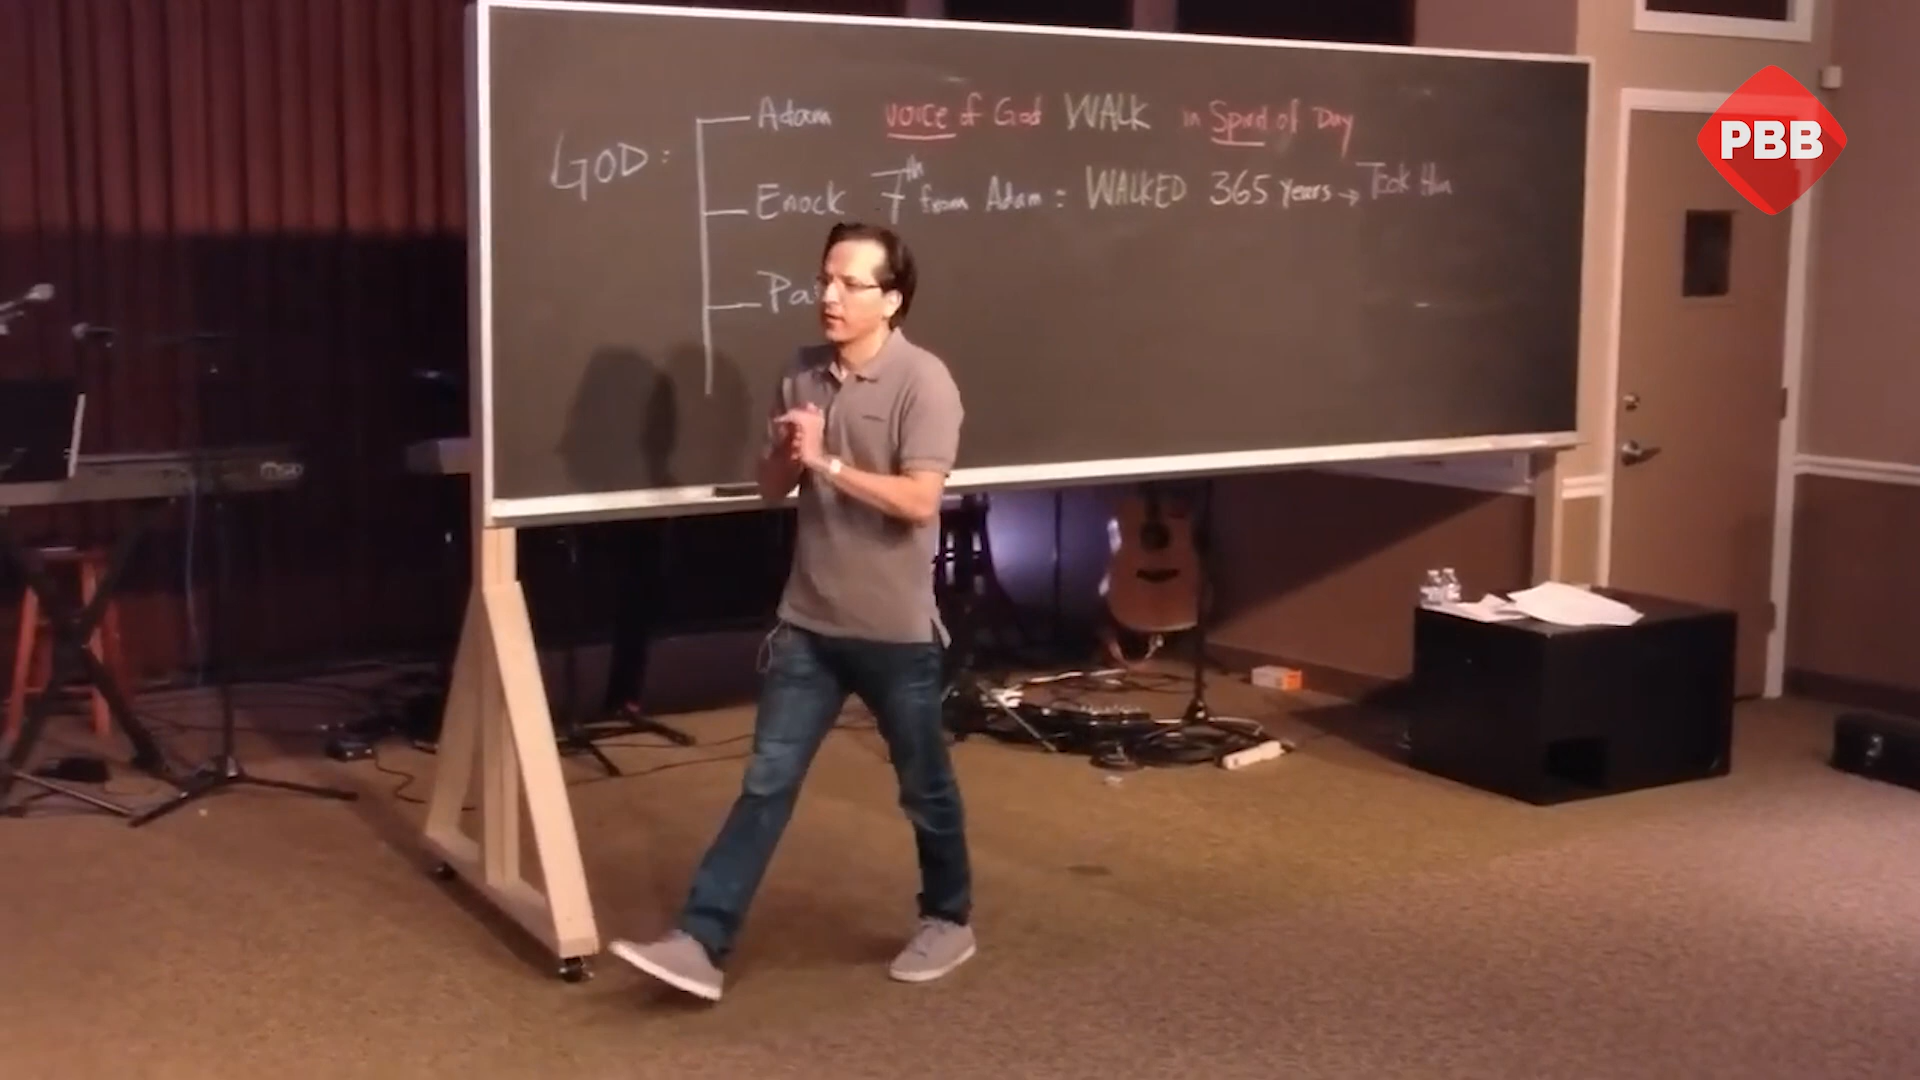 GOD:
Adam voice of God WALK in Spirit of Day
Enock 7th from Adam = WALKED 365 Years → Took Him
Pa
PBB